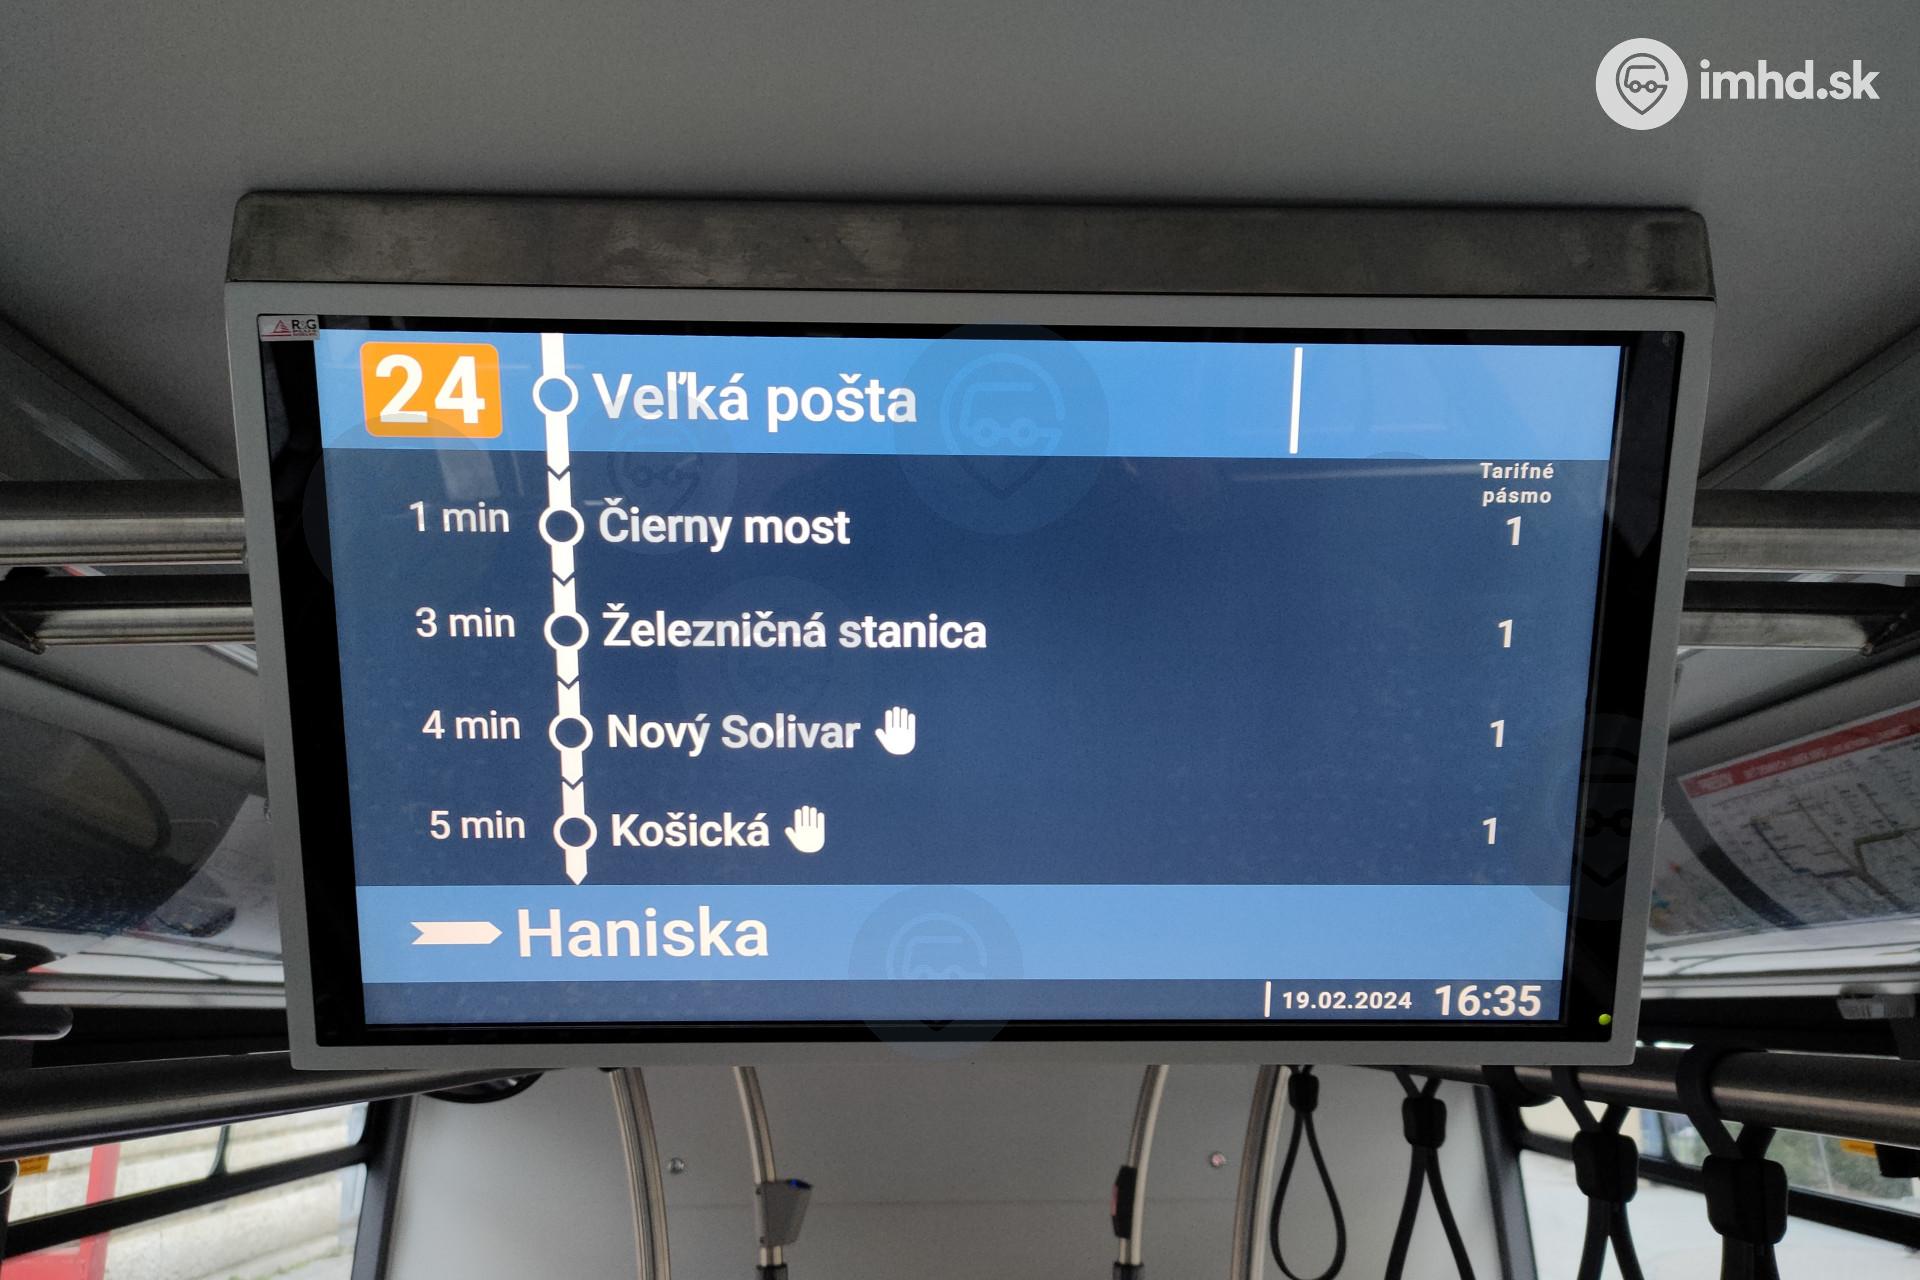 imhd.sk
R&G
24 Veľká pošta
Tarifné
pásmo
1 min Čierny most 1
3 min Železničná stanica 1
4 min Nový Solivar 1
5 min Košická 1
Haniska
19.02.2024 16:35